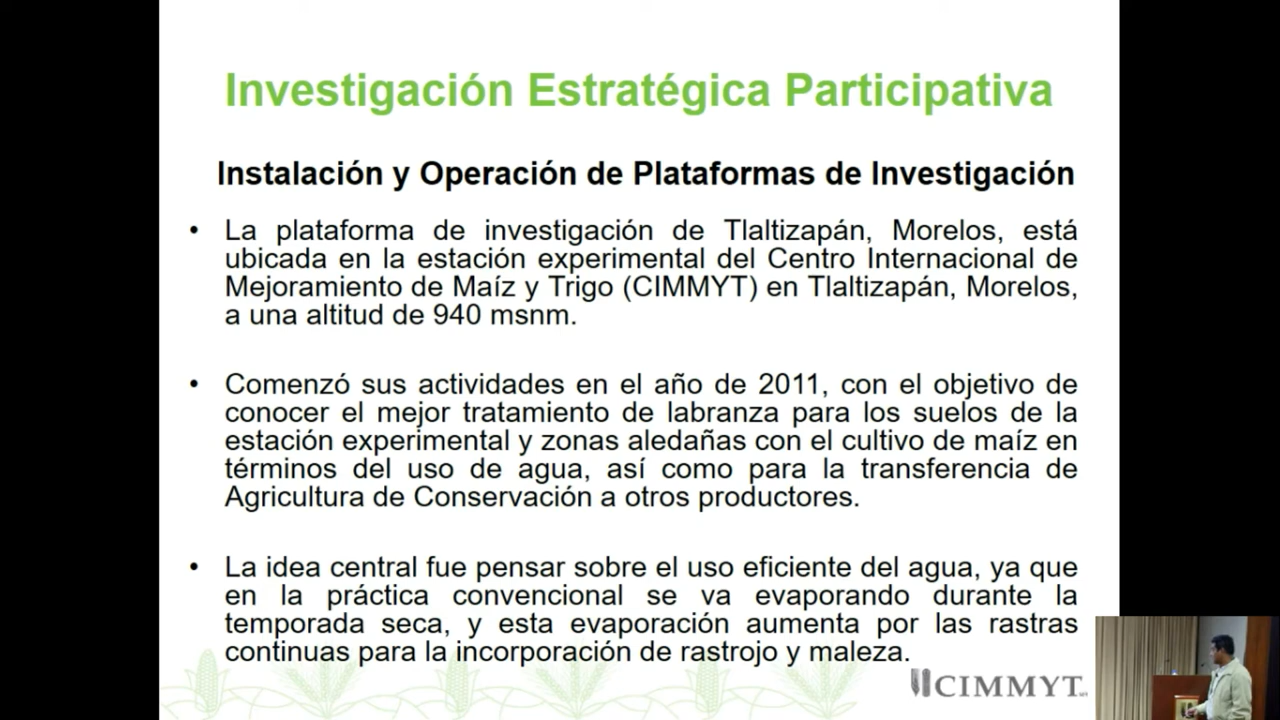 Investigación Estratégica Participativa
Instalación y Operación de Plataformas de Investigación
• La plataforma de investigación de Tlaltizapán, Morelos, está
ubicada en la estación experimental del Centro Internacional de
Mejoramiento de Maíz y Trigo (CIMMYT) en Tlaltizapán, Morelos,
a una altitud de 940 msnm.
• Comenzó sus actividades en el año de 2011, con el objetivo de
conocer el mejor tratamiento de labranza para los suelos de la
estación experimental y zonas aledañas con el cultivo de maíz en
términos del uso de agua, así como para la transferencia de
Agricultura de Conservación a otros productores.
• La idea central fue pensar sobre el uso eficiente del agua, ya que
en la práctica convencional se va evaporando durante la
temporada seca, y esta evaporación aumenta por las rastras
continuas para la incorporación de rastrojo y maleza.
CIMMYT